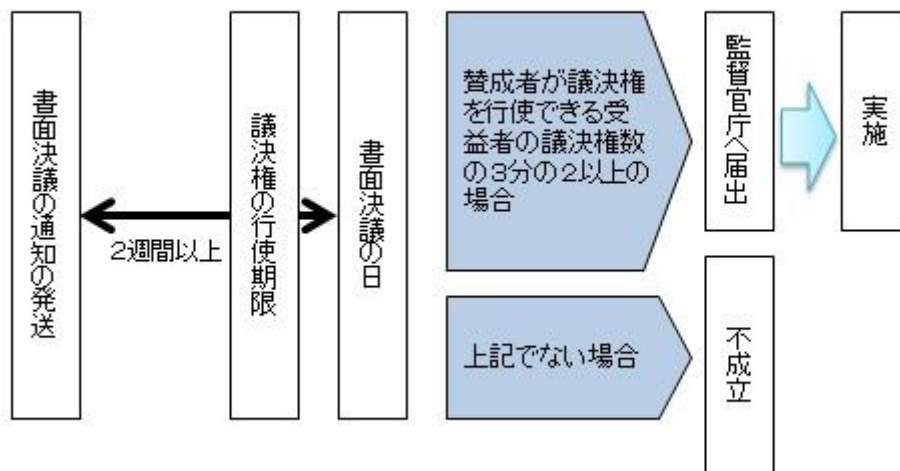 書面決議の通知の発送
2週間以上
議決権の行使期限
書面決議の日
賛成者が議決権
を行使できる受
益者の議決権数
の3分の2以上の
場合
監督官庁へ届出
実施
上記でない場合
不成立